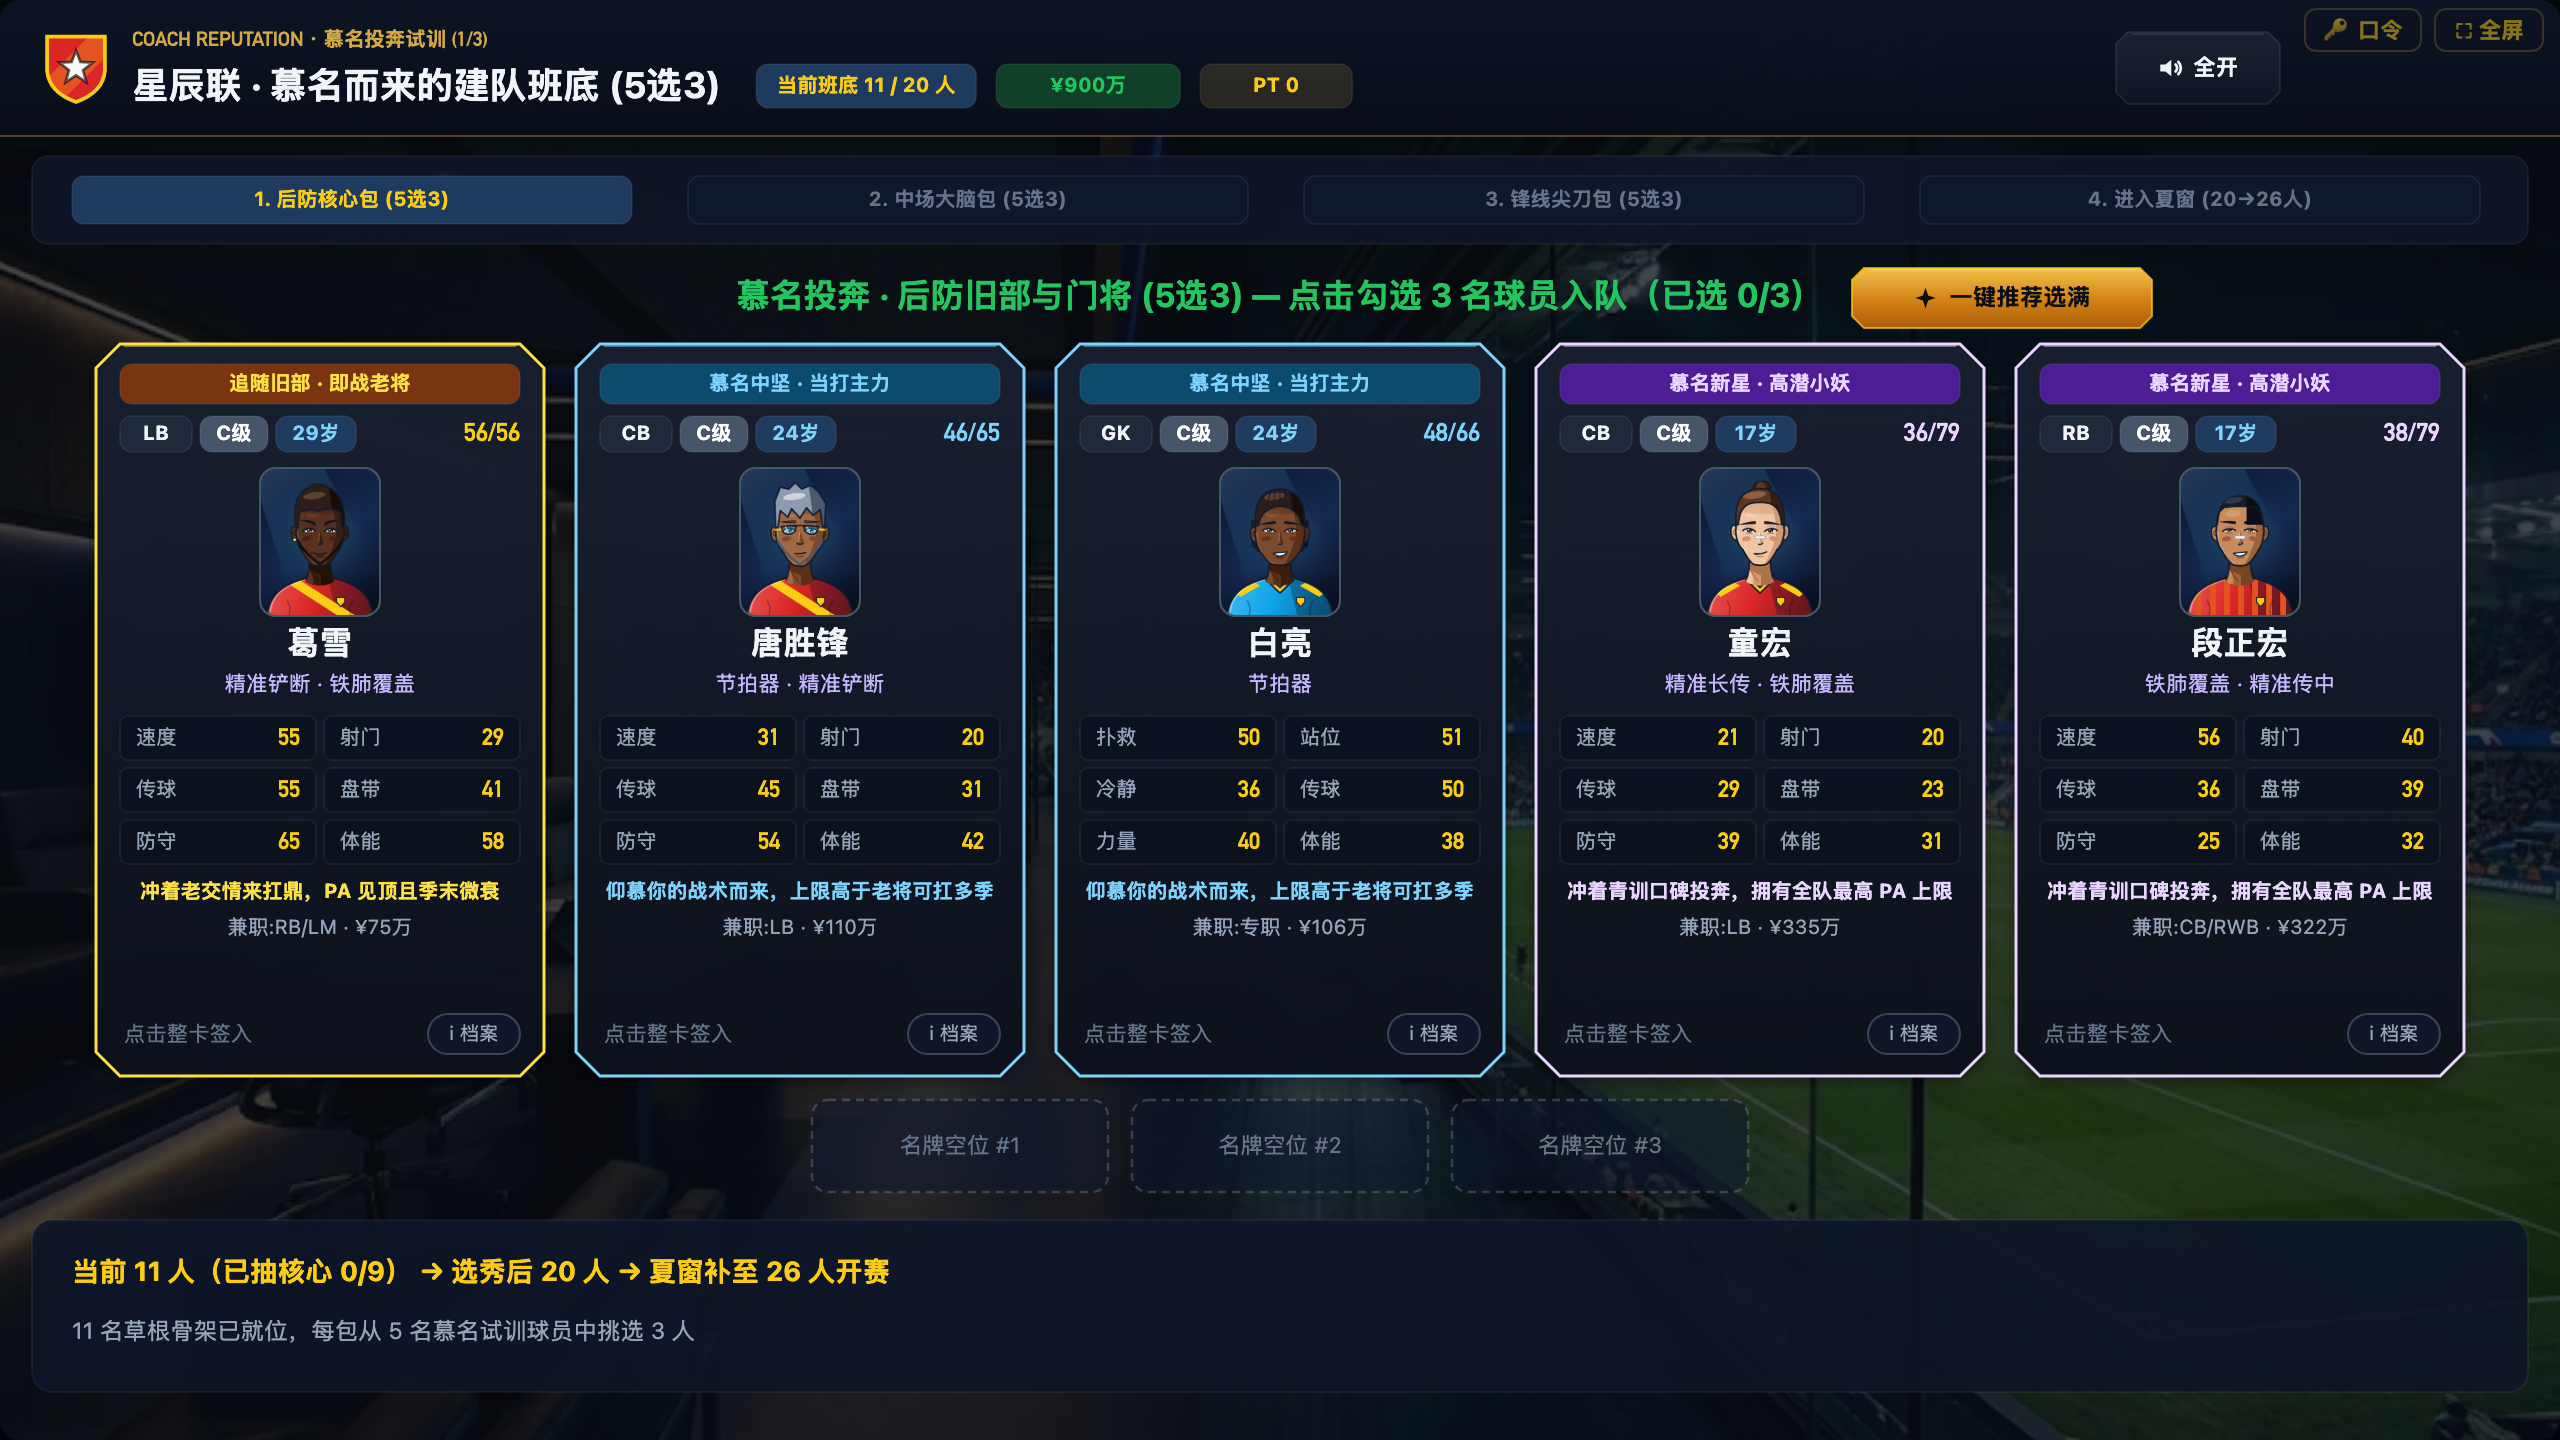 COACH REPUTATION · 慕名投奔试训 (1/3)
星辰联 · 慕名而来的建队班底 (5选3)
当前班底 11 / 20 人
¥900万
PT 0
全开
口令
全屏
1. 后防核心包 (5选3)
2. 中场大脑包 (5选3)
3. 锋线尖刀包 (5选3)
4. 进入夏窗 (20→26人)
慕名投奔 · 后防旧部与门将 (5选3) — 点击勾选 3 名球员入队（已选 0/3）
一键推荐选满
追随旧部 · 即战老将
LB C级 29岁 56/56
葛雪
精准铲断 · 铁肺覆盖
速度 55 射门 29
传球 55 盘带 41
防守 65 体能 58
冲着老交情来扛鼎，PA 见顶且季末微衰
兼职:RB/LM · ¥75万
点击整卡签入 i 档案
慕名中坚 · 当打主力
CB C级 24岁 46/65
唐胜锋
节拍器 · 精准铲断
速度 31 射门 20
传球 45 盘带 31
防守 54 体能 42
仰慕你的战术而来，上限高于老将可扛多季
兼职:LB · ¥110万
点击整卡签入 i 档案
慕名中坚 · 当打主力
GK C级 24岁 48/66
白亮
节拍器
扑救 50 站位 51
冷静 36 传球 50
力量 40 体能 38
仰慕你的战术而来，上限高于老将可扛多季
兼职:专职 · ¥106万
点击整卡签入 i 档案
慕名新星 · 高潜小妖
CB C级 17岁 36/79
童宏
精准长传 · 铁肺覆盖
速度 21 射门 20
传球 29 盘带 23
防守 39 体能 31
冲着青训口碑投奔，拥有全队最高 PA 上限
兼职:LB · ¥335万
点击整卡签入 i 档案
慕名新星 · 高潜小妖
RB C级 17岁 38/79
段正宏
铁肺覆盖 · 精准传中
速度 56 射门 40
传球 36 盘带 39
防守 25 体能 32
冲着青训口碑投奔，拥有全队最高 PA 上限
兼职:CB/RWB · ¥322万
点击整卡签入 i 档案
名牌空位 #1
名牌空位 #2
名牌空位 #3
当前 11 人（已抽核心 0/9） → 选秀后 20 人 → 夏窗补至 26 人开赛
11 名草根骨架已就位，每包从 5 名慕名试训球员中挑选 3 人